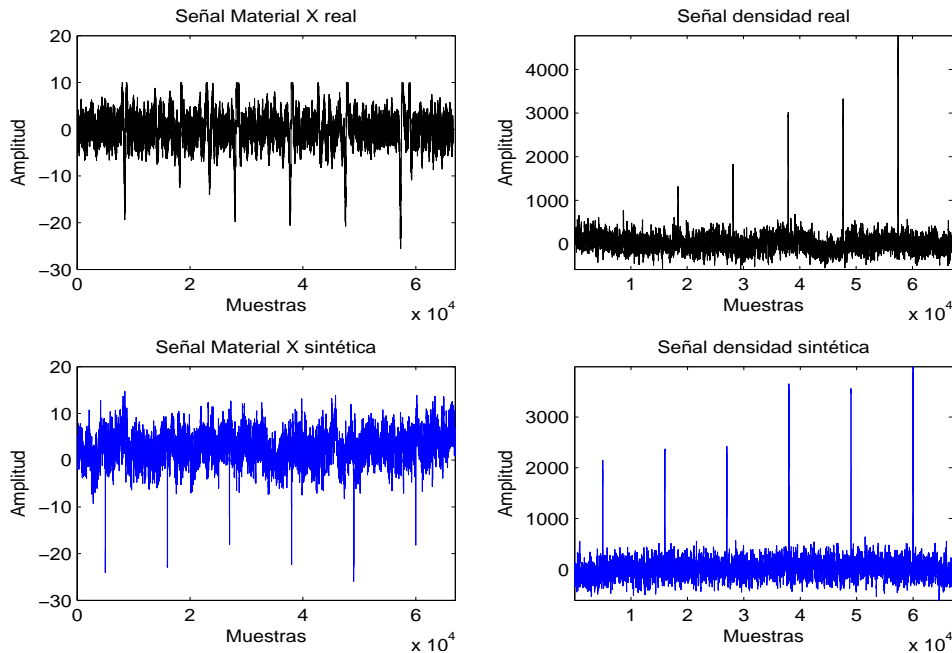 Señal Material X real
20
10
0
−10
−20
−30
Amplitud
0
2
4
6
Muestras
x 10^4
Señal densidad real
4000
3000
2000
1000
0
Amplitud
1
2
3
4
5
6
Muestras
x 10^4
Señal Material X sintética
20
10
0
−10
−20
−30
Amplitud
0
2
4
6
Muestras
x 10^4
Señal densidad sintética
3000
2000
1000
0
Amplitud
1
2
3
4
5
6
Muestras
x 10^4